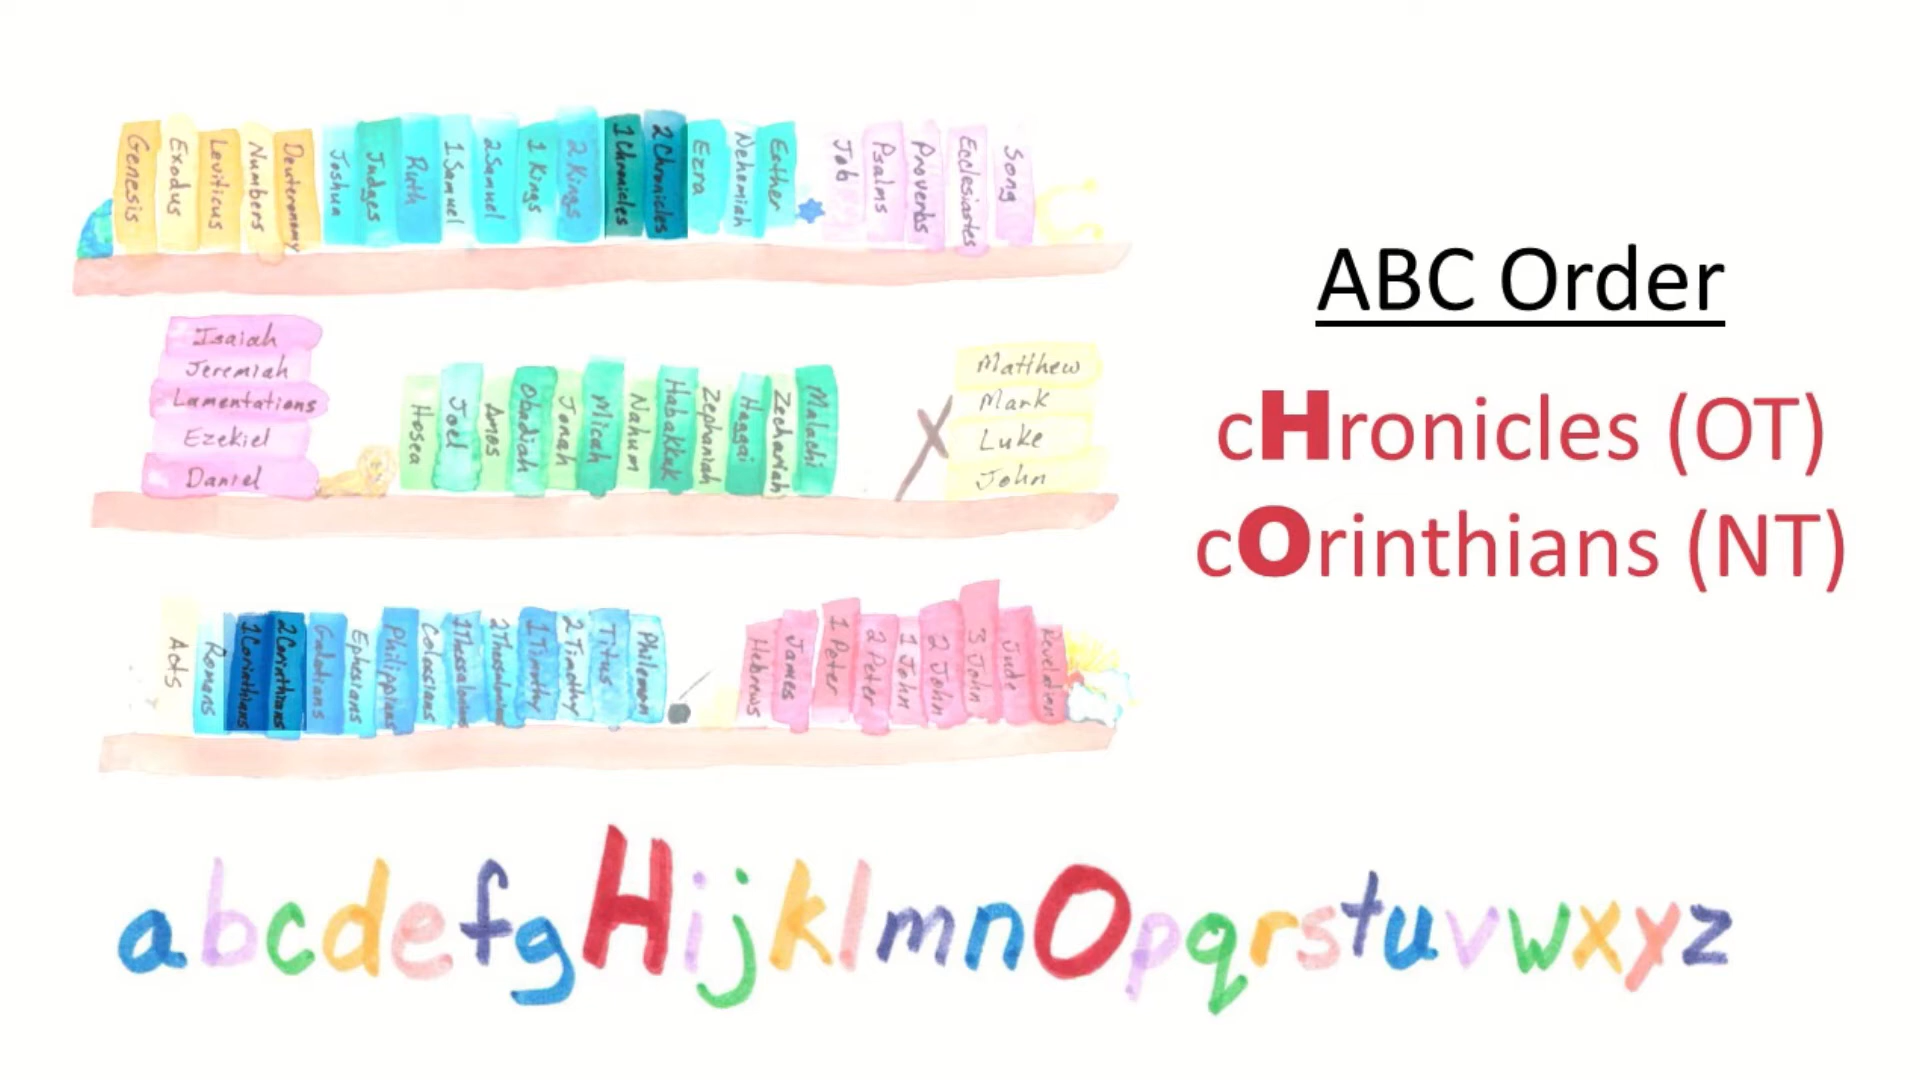 Genesis
Exodus
Leviticus
Numbers
Deuteronomy
Joshua
Judges
Ruth
1 Samuel
2 Samuel
1 Kings
2 Kings
1 Chronicles
2 Chronicles
Ezra
Nehemiah
Esther
Job
Psalms
Proverbs
Ecclesiastes
Song
Isaiah
Jeremiah
Lamentations
Ezekiel
Daniel
Hosea
Joel
Amos
Obadiah
Jonah
Micah
Nahum
Habakkuk
Zephaniah
Haggai
Zechariah
Malachi
Matthew
Mark
Luke
John
Acts
Romans
1 Corinthians
2 Corinthians
Galatians
Ephesians
Philippians
Colossians
1 Thessalonians
2 Thessalonians
1 Timothy
2 Timothy
Titus
Philemon
Hebrews
James
1 Peter
2 Peter
1 John
2 John
3 John
Jude
Revelation
ABC Order
cHronicles (OT)
cOrinthians (NT)
abcdefgHijklmnOpqrstuvwxyz